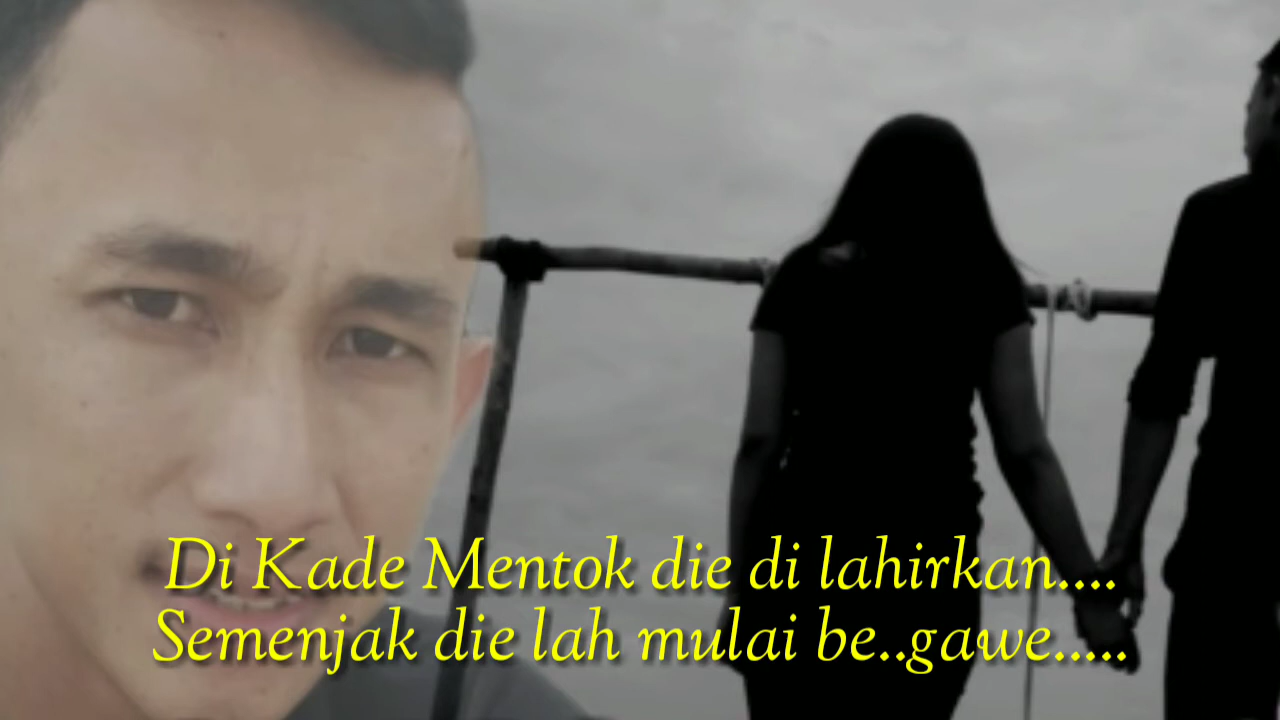 Di Kade Mentok die di lahirkan....
Semenjak die lah mulai be..gawe.....